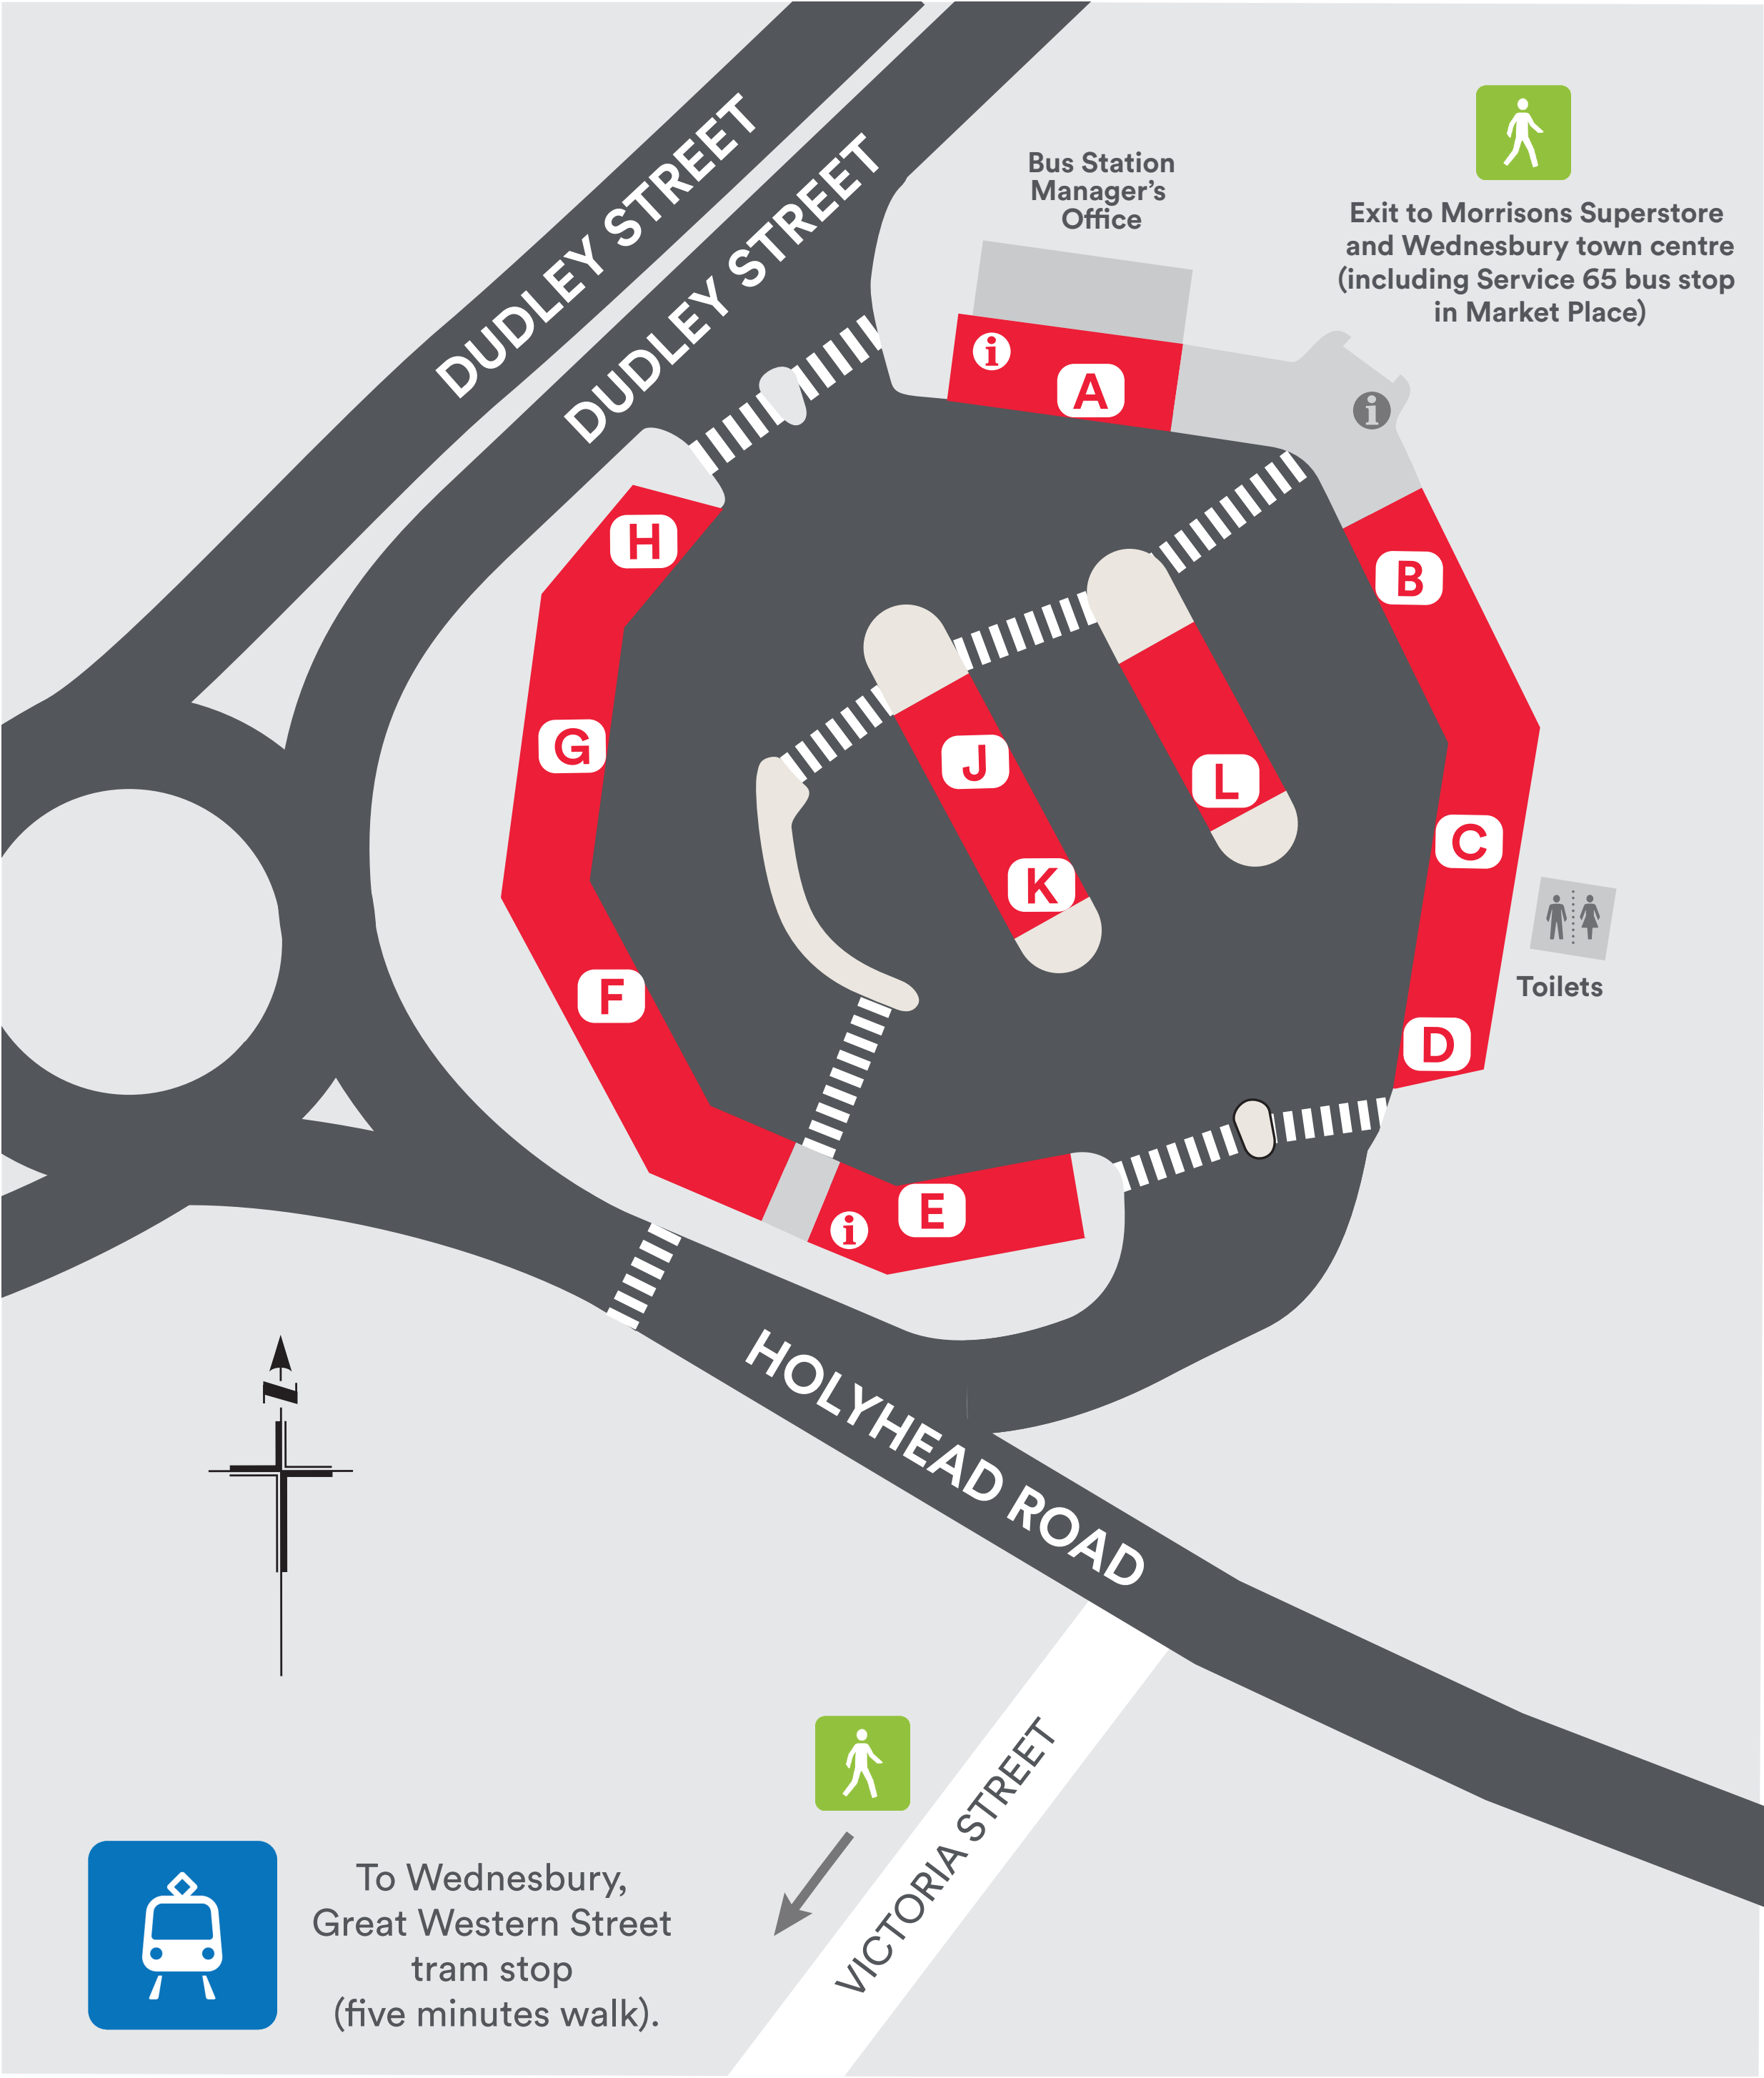 DUDLEY STREET
DUDLEY STREET
Bus Station
Manager's
Office
Exit to Morrisons Superstore
and Wednesbury town centre
(including Service 65 bus stop
in Market Place)
i
A
i
H
B
G
J
L
C
K
F
Toilets
D
E
i
N
HOLYHEAD ROAD
VICTORIA STREET
To Wednesbury,
Great Western Street
tram stop
(five minutes walk).